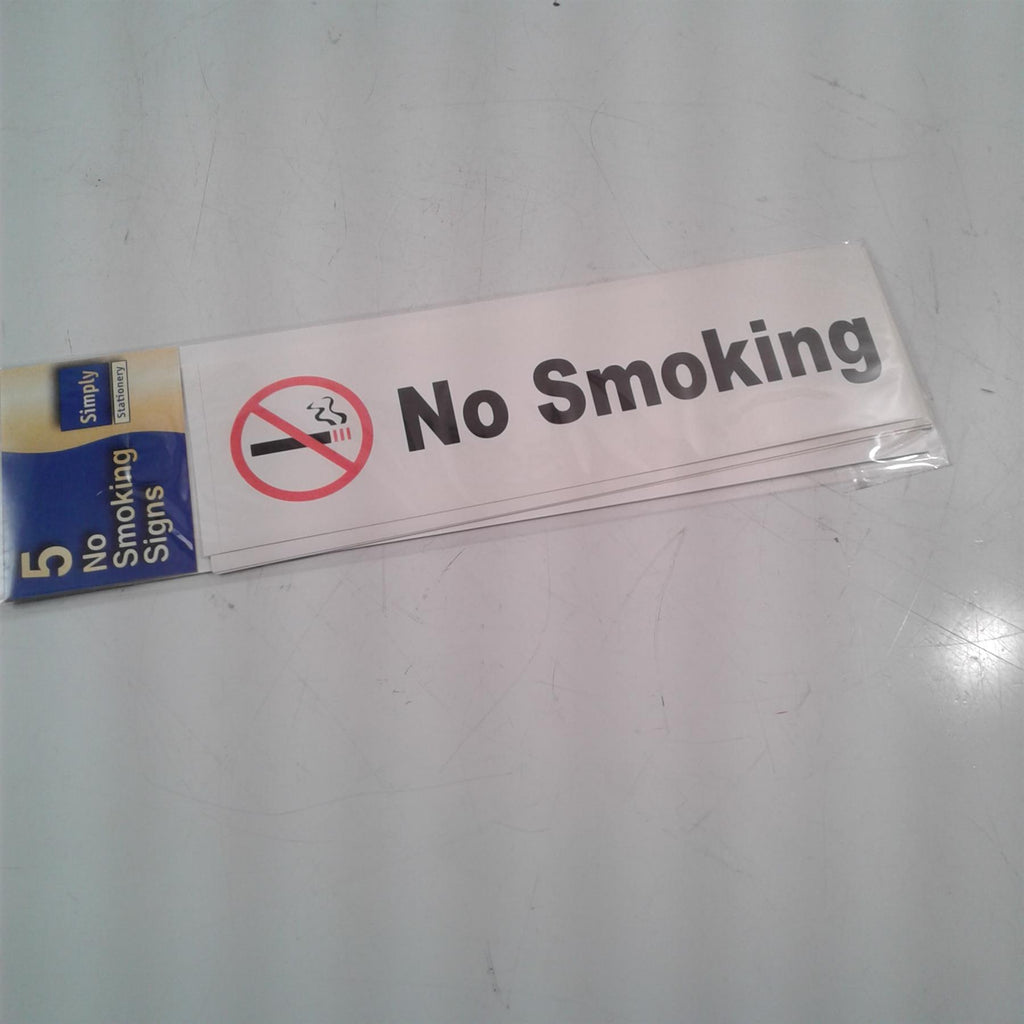 Simply
Stationery
5
No
Smoking
Signs
No Smoking